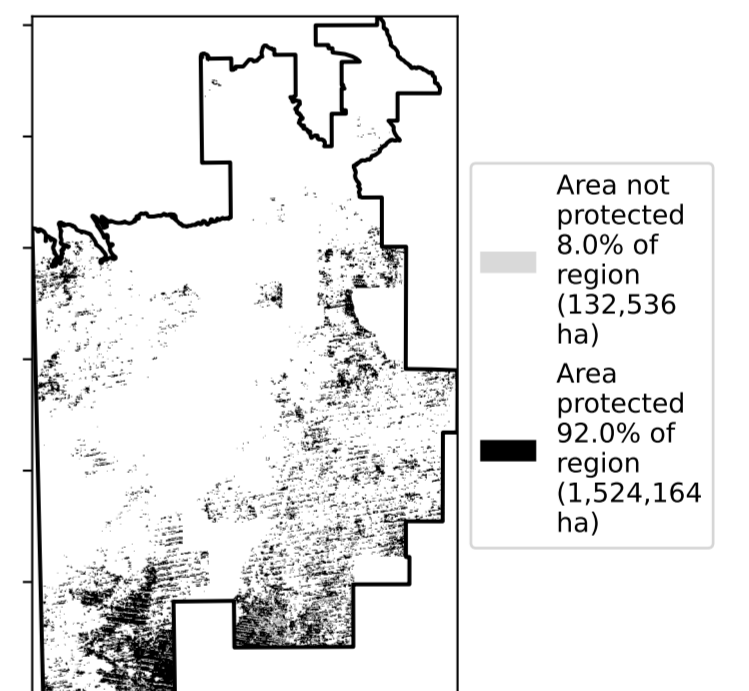 Area not
protected
8.0% of
region
(132,536
ha)
Area
protected
92.0% of
region
(1,524,164
ha)